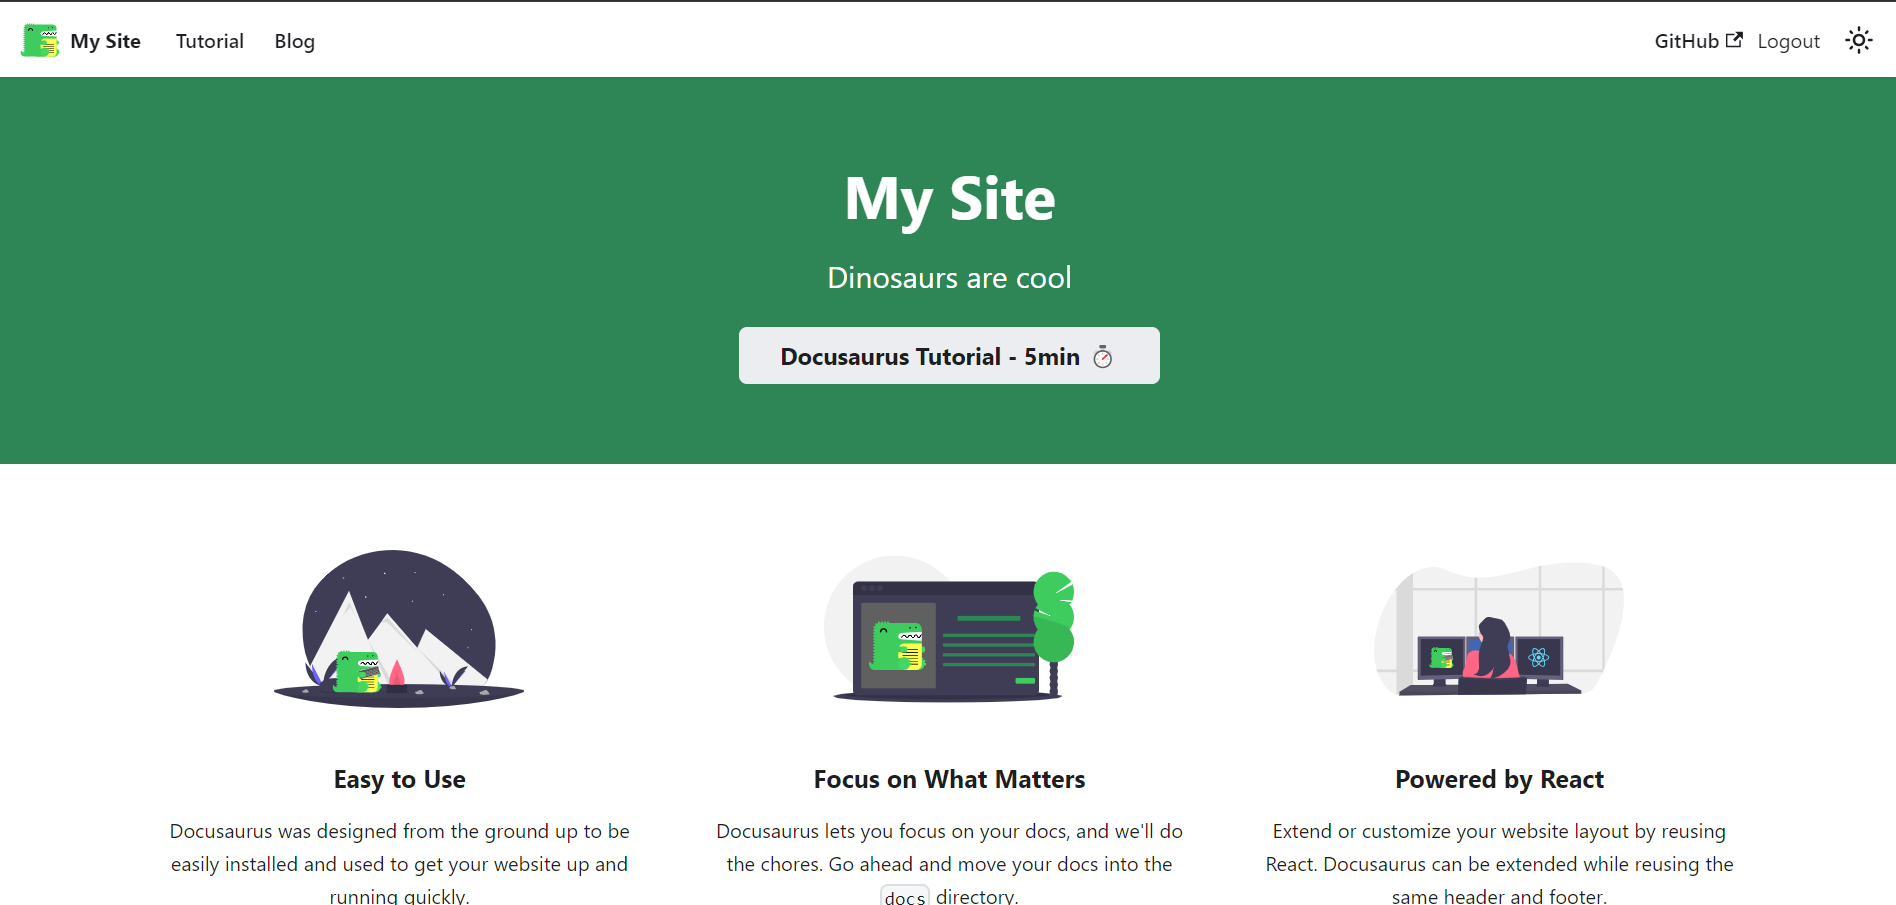 My Site Tutorial Blog GitHub Logout
My Site
Dinosaurs are cool
Docusaurus Tutorial - 5min ⏱️
Easy to Use
Docusaurus was designed from the ground up to be
easily installed and used to get your website up and
running quickly.
Focus on What Matters
Docusaurus lets you focus on your docs, and we'll do
the chores. Go ahead and move your docs into the
docs directory.
Powered by React
Extend or customize your website layout by reusing
React. Docusaurus can be extended while reusing the
same header and footer.